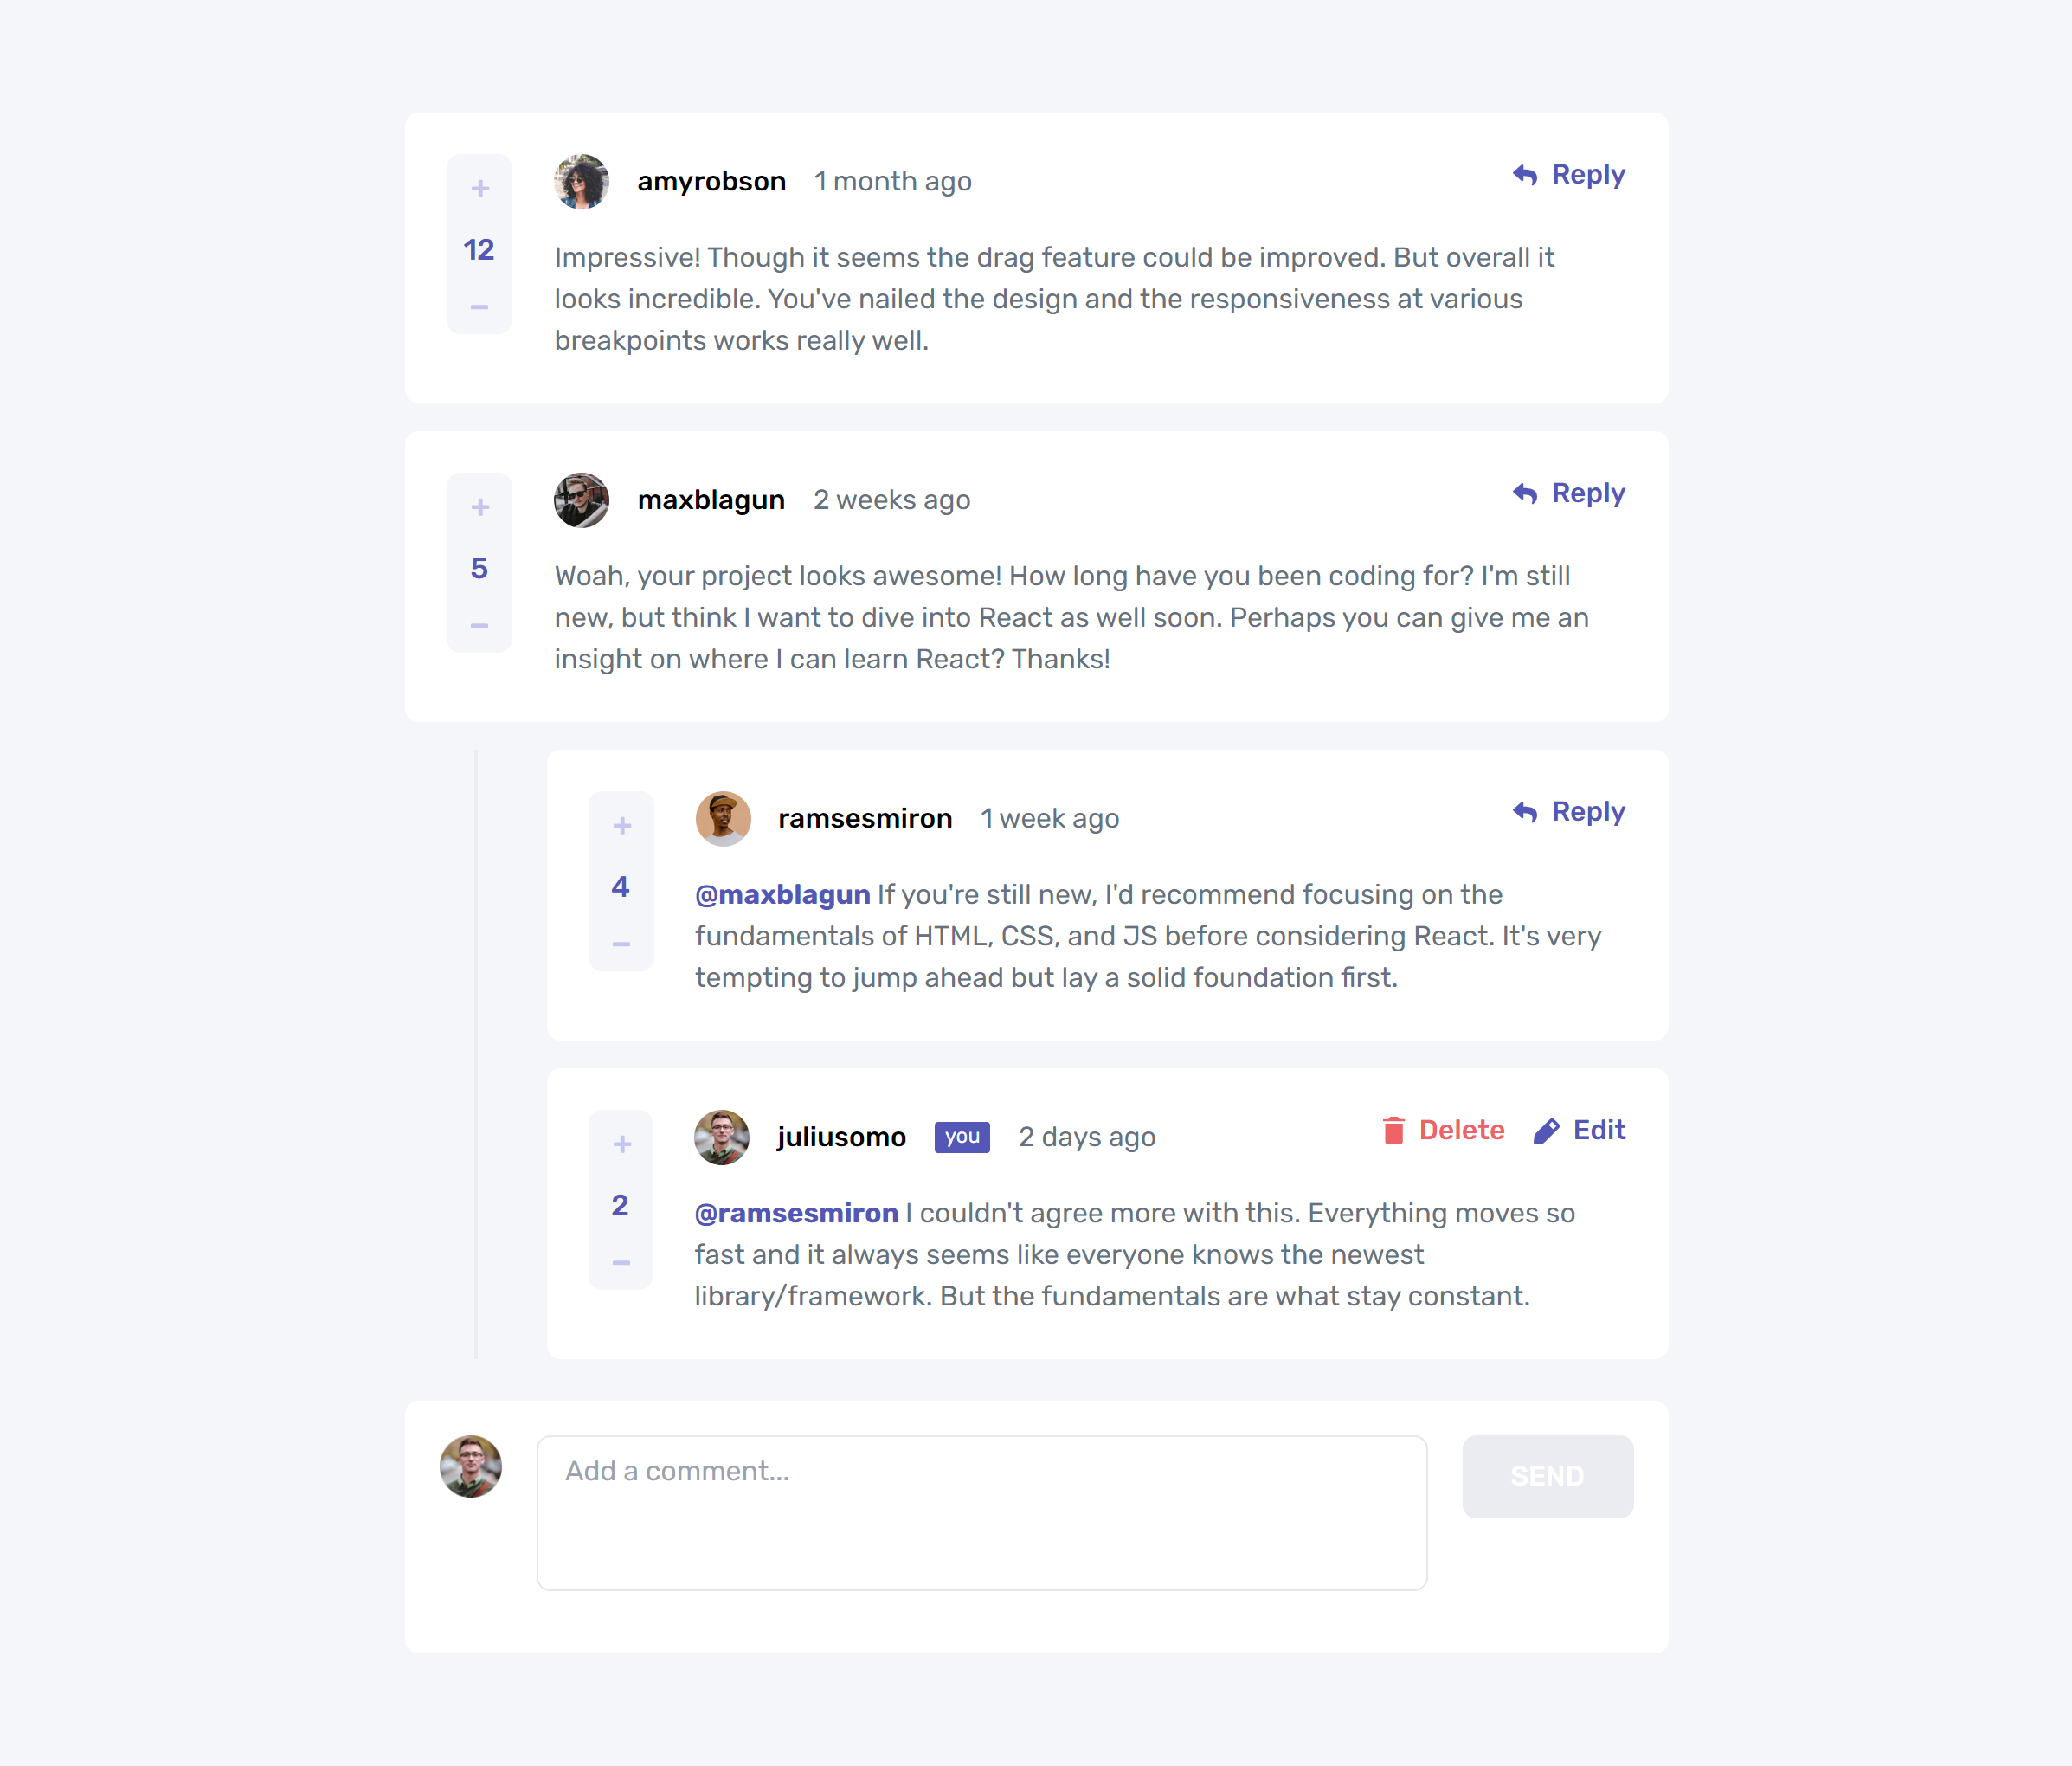 amyrobson 1 month ago Reply
+
12
−
Impressive! Though it seems the drag feature could be improved. But overall it
looks incredible. You've nailed the design and the responsiveness at various
breakpoints works really well.
maxblagun 2 weeks ago Reply
+
5
−
Woah, your project looks awesome! How long have you been coding for? I'm still
new, but think I want to dive into React as well soon. Perhaps you can give me an
insight on where I can learn React? Thanks!
ramsesmiron 1 week ago Reply
+
4
−
@maxblagun If you're still new, I'd recommend focusing on the
fundamentals of HTML, CSS, and JS before considering React. It's very
tempting to jump ahead but lay a solid foundation first.
juliusomo you 2 days ago Delete Edit
+
2
−
@ramsesmiron I couldn't agree more with this. Everything moves so
fast and it always seems like everyone knows the newest
library/framework. But the fundamentals are what stay constant.
Add a comment...
SEND